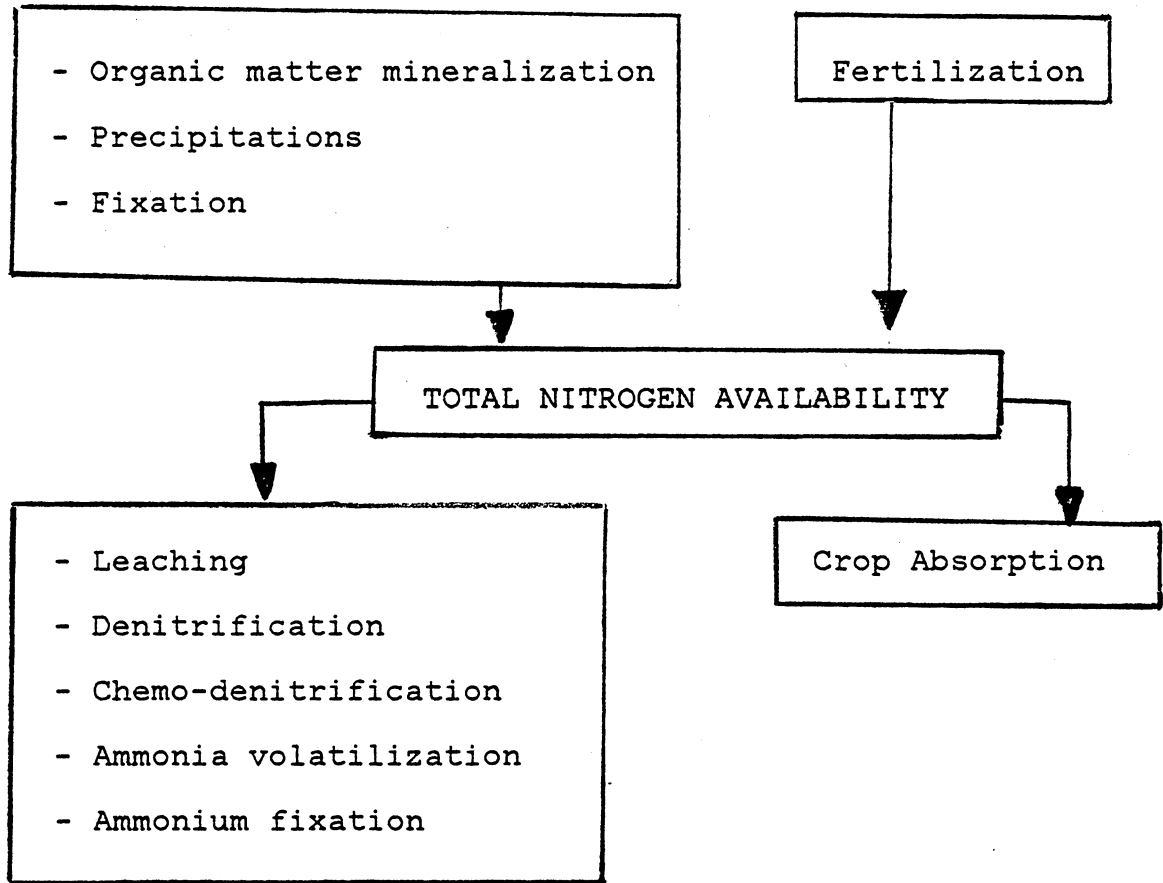 - Organic matter mineralization
- Precipitations
- Fixation
Fertilization
TOTAL NITROGEN AVAILABILITY
- Leaching
- Denitrification
- Chemo-denitrification
- Ammonia volatilization
- Ammonium fixation
Crop Absorption